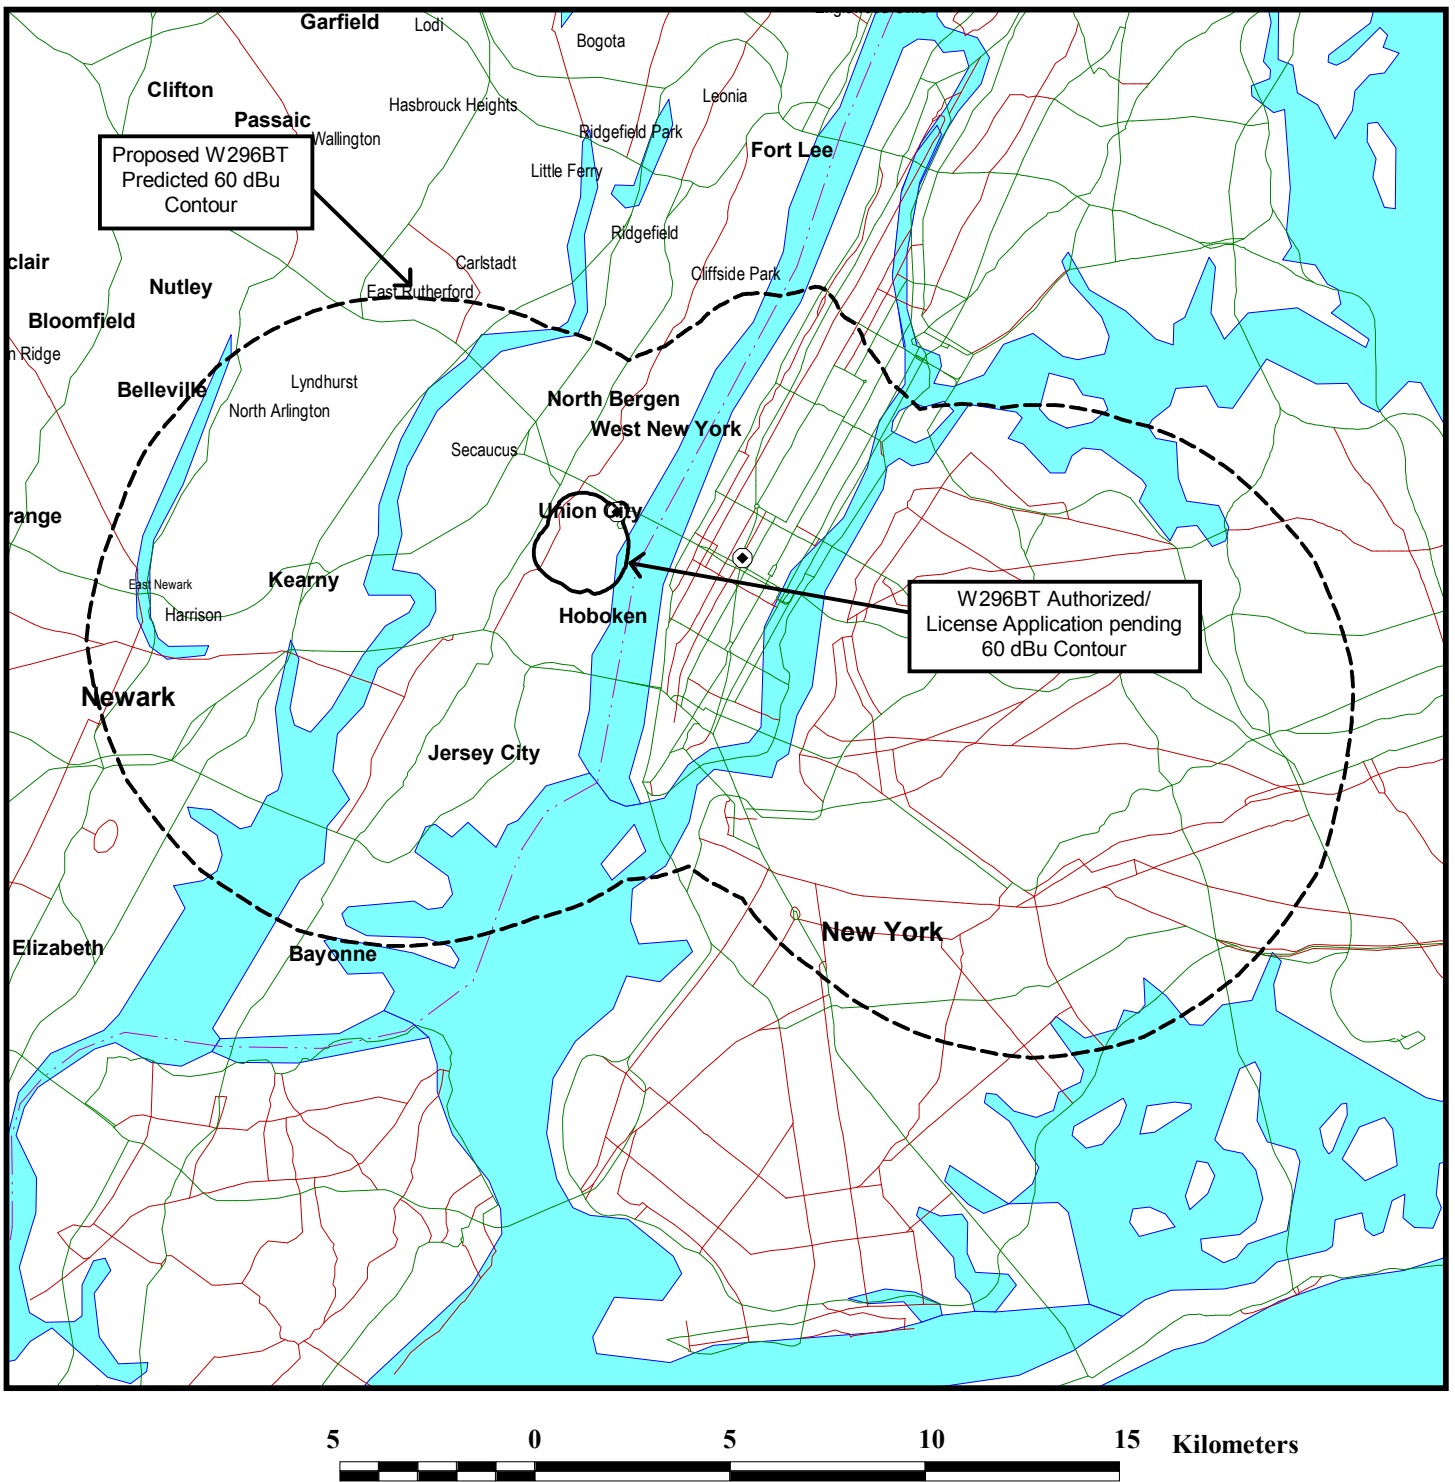 Garfield
Lodi
Bogota
Clifton
Hasbrouck Heights
Leonia
Passaic
Wallington
Ridgefield Park
Fort Lee
Proposed W296BT
Predicted 60 dBu
Contour
Little Ferry
Ridgefield
clair
Carlstadt
Cliffside Park
Nutley
East Rutherford
Bloomfield
n Ridge
Belleville
Lyndhurst
North Arlington
North Bergen
West New York
Secaucus
Union City
range
East Newark
Kearny
Harrison
Hoboken
W296BT Authorized/
License Application pending
60 dBu Contour
Newark
Jersey City
New York
Elizabeth
Bayonne
5 0 5 10 15 Kilometers